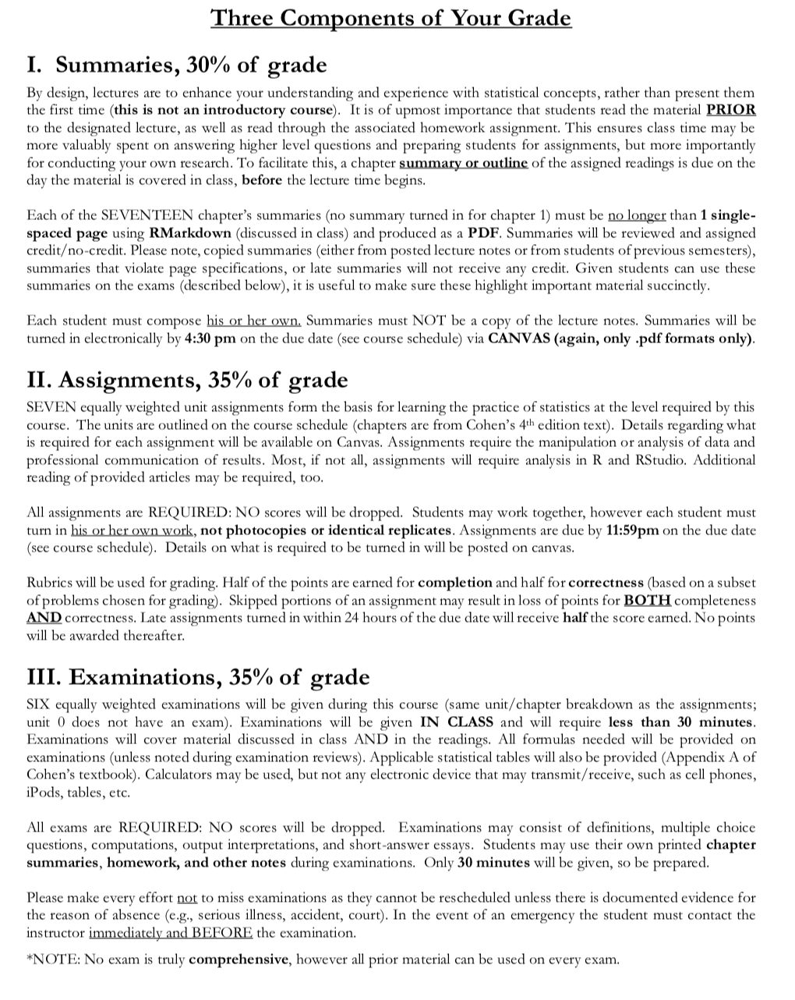 Three Components of Your Grade
I. Summaries, 30% of grade
By design, lectures are to enhance your understanding and experience with statistical concepts, rather than present them
the first time (this is not an introductory course). It is of upmost importance that students read the material PRIOR
to the designated lecture, as well as read through the associated homework assignment. This ensures class time may be
more valuably spent on answering higher level questions and preparing students for assignments, but more importantly
for conducting your own research. To facilitate this, a chapter summary or outline of the assigned readings is due on the
day the material is covered in class, before the lecture time begins.
Each of the SEVENTEEN chapter's summaries (no summary turned in for chapter 1) must be no longer than 1 single-
spaced page using RMarkdown (discussed in class) and produced as a PDF. Summaries will be reviewed and assigned
credit/no-credit. Please note, copied summaries (either from posted lecture notes or from students of previous semesters),
summaries that violate page specifications, or late summaries will not receive any credit. Given students can use these
summaries on the exams (described below), it is useful to make sure these highlight important material succinctly.
Each student must compose his or her own. Summaries must NOT be a copy of the lecture notes. Summaries will be
turned in electronically by 4:30 pm on the due date (see course schedule) via CANVAS (again, only .pdf formats only).
II. Assignments, 35% of grade
SEVEN equally weighted unit assignments form the basis for learning the practice of statistics at the level required by this
course. The units are outlined on the course schedule (chapters are from Cohen's 4th edition text). Details regarding what
is required for each assignment will be available on Canvas. Assignments require the manipulation or analysis of data and
professional communication of results. Most, if not all, assignments will require analysis in R and RStudio. Additional
reading of provided articles may be required, too.
All assignments are REQUIRED: NO scores will be dropped. Students may work together, however each student must
turn in his or her own work, not photocopies or identical replicates. Assignments are due by 11:59pm on the due date
(see course schedule). Details on what is required to be turned in will be posted on canvas.
Rubrics will be used for grading. Half of the points are earned for completion and half for correctness (based on a subset
of problems chosen for grading). Skipped portions of an assignment may result in loss of points for BOTH completeness
AND correctness. Late assignments turned in within 24 hours of the due date will receive half the score earned. No points
will be awarded thereafter.
III. Examinations, 35% of grade
SIX equally weighted examinations will be given during this course (same unit/chapter breakdown as the assignments;
unit 0 does not have an exam). Examinations will be given IN CLASS and will require less than 30 minutes.
Examinations will cover material discussed in class AND in the readings. All formulas needed will be provided on
examinations (unless noted during examination reviews). Applicable statistical tables will also be provided (Appendix A of
Cohen's textbook). Calculators may be used, but not any electronic device that may transmit/receive, such as cell phones,
iPods, tables, etc.
All exams are REQUIRED: NO scores will be dropped. Examinations may consist of definitions, multiple choice
questions, computations, output interpretations, and short-answer essays. Students may use their own printed chapter
summaries, homework, and other notes during examinations. Only 30 minutes will be given, so be prepared.
Please make every effort not to miss examinations as they cannot be rescheduled unless there is documented evidence for
the reason of absence (e.g., serious illness, accident, court). In the event of an emergency the student must contact the
instructor immediately and BEFORE the examination.
*NOTE: No exam is truly comprehensive, however all prior material can be used on every exam.